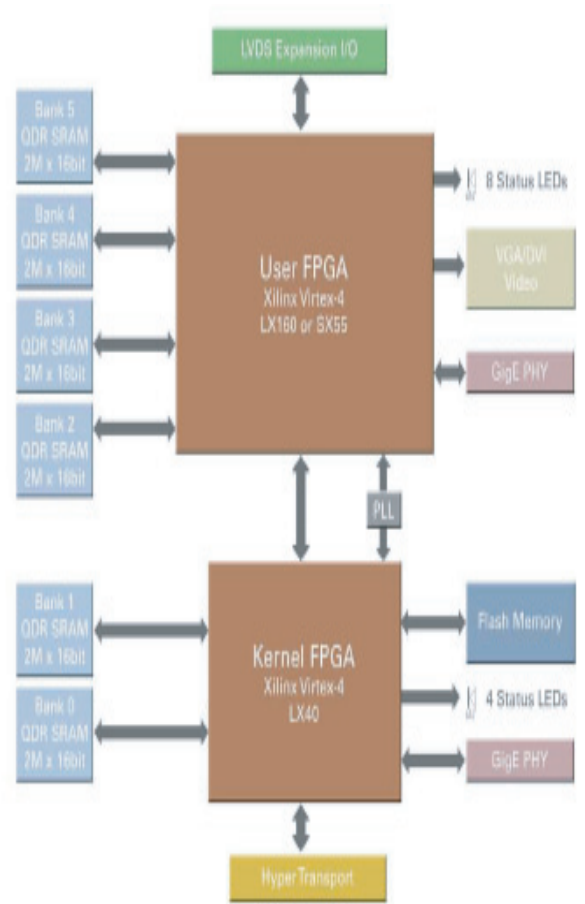 LVDS Expansion I/O
Bank 5
QDR SRAM
2M x 16bit
Bank 4
QDR SRAM
2M x 16bit
Bank 3
QDR SRAM
2M x 16bit
Bank 2
QDR SRAM
2M x 16bit
User FPGA
Xilinx Virtex-4
LX160 or SX55
8 Status LEDs
VGA/DVI
Video
GigE PHY
PLL
Bank 1
QDR SRAM
2M x 16bit
Bank 0
QDR SRAM
2M x 16bit
Kernel FPGA
Xilinx Virtex-4
LX40
Flash Memory
4 Status LEDs
GigE PHY
Hyper Transport